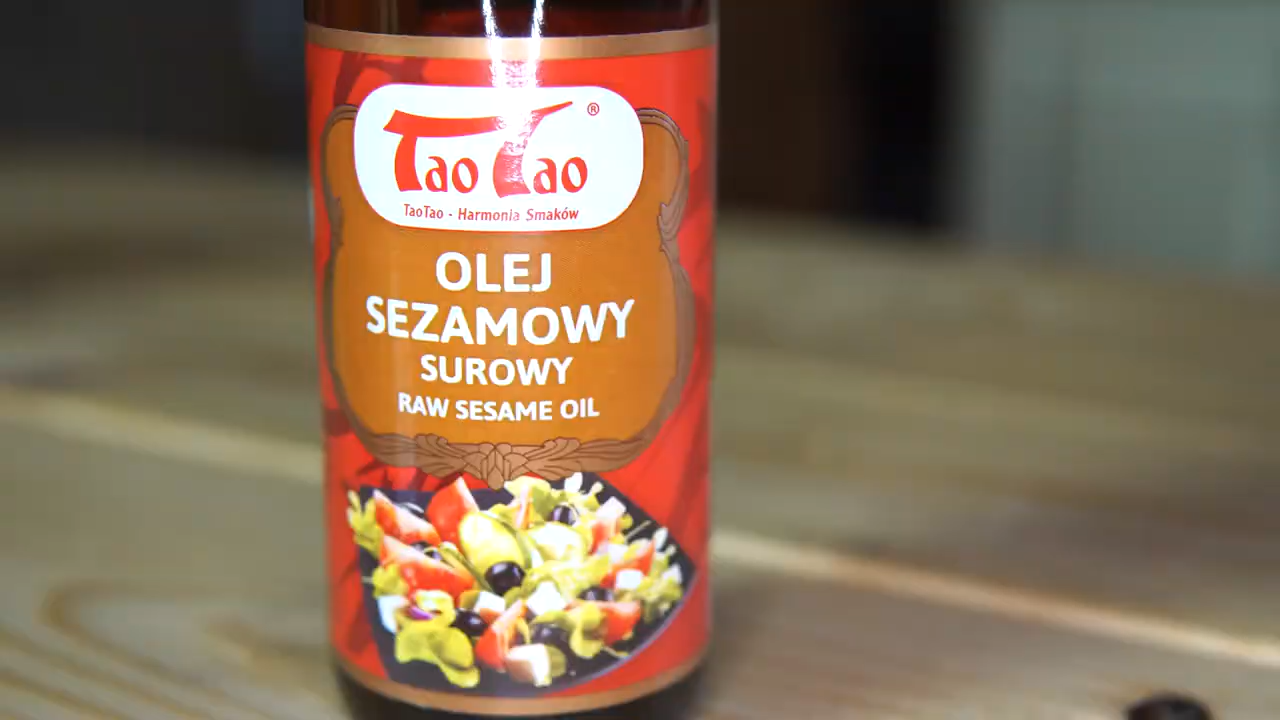 Tao Tao ®
TaoTao - Harmonia Smaków
OLEJ
SEZAMOWY
SUROWY
RAW SESAME OIL